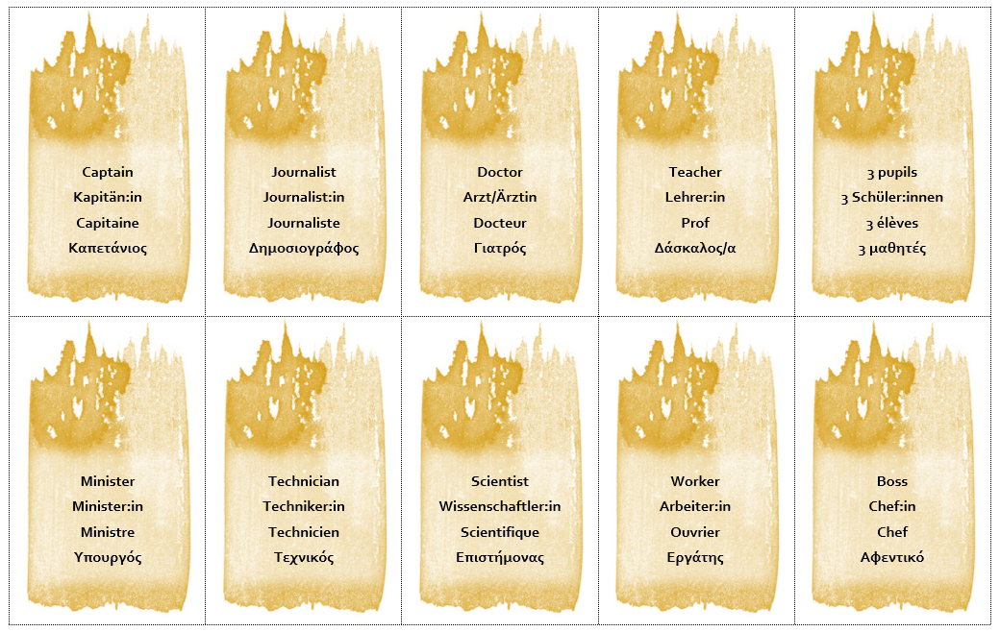 Captain
Kapitän:in
Capitaine
Καπετάνιος
Journalist
Journalist:in
Journaliste
Δημοσιογράφος
Doctor
Arzt/Ärztin
Docteur
Γιατρός
Teacher
Lehrer:in
Prof
Δάσκαλος/α
3 pupils
3 Schüler:innen
3 élèves
3 μαθητές
Minister
Minister:in
Ministre
Υπουργός
Technician
Techniker:in
Technicien
Τεχνικός
Scientist
Wissenschaftler:in
Scientifique
Επιστήμονας
Worker
Arbeiter:in
Ouvrier
Εργάτης
Boss
Chef:in
Chef
Αφεντικό